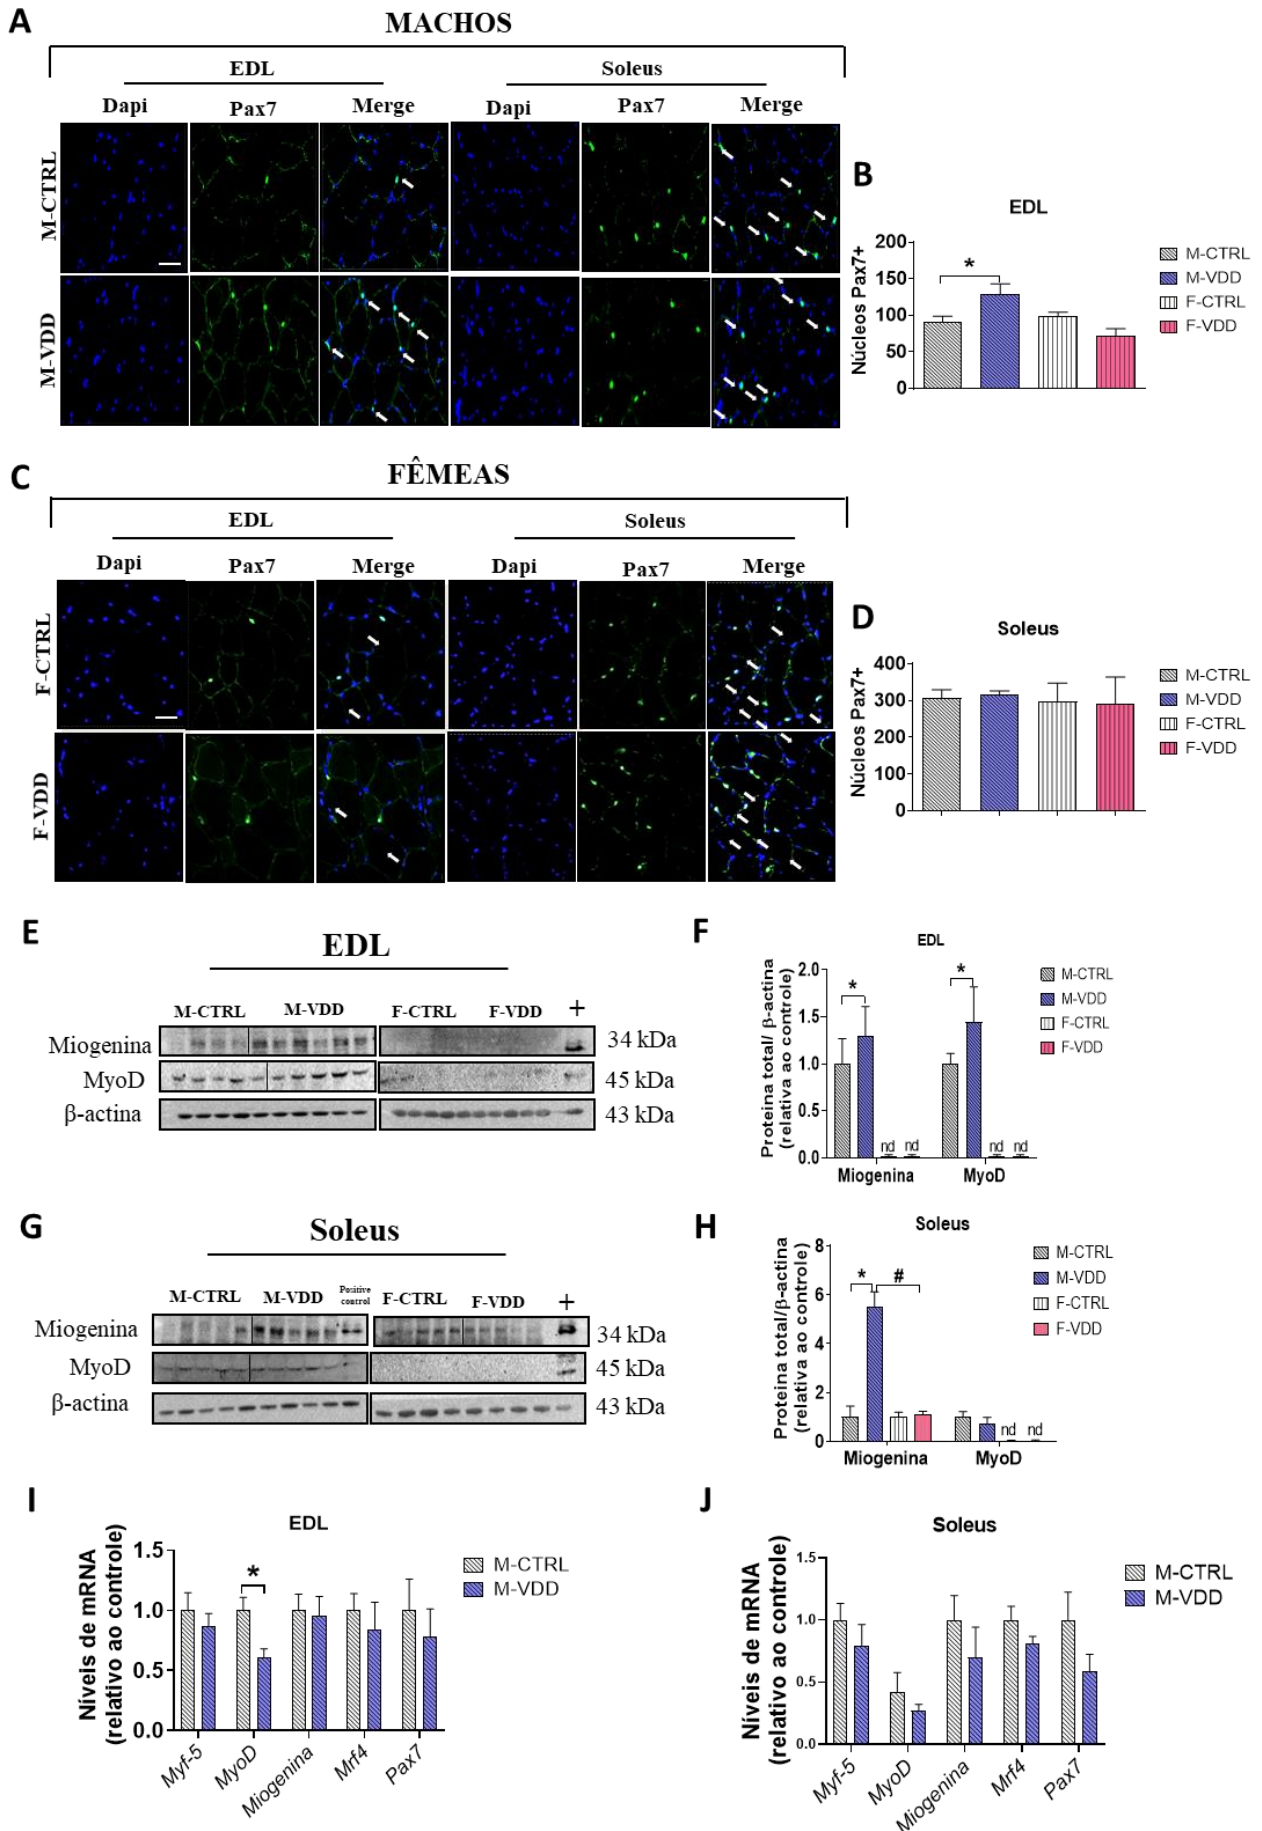 A
MACHOS
EDL
Soleus
Dapi
Pax7
Merge
Dapi
Pax7
Merge
M-CTRL
M-VDD
B
EDL
Núcleos Pax7+
200
150
100
50
0
*
M-CTRL
M-VDD
F-CTRL
F-VDD
C
FÊMEAS
EDL
Soleus
Dapi
Pax7
Merge
Dapi
Pax7
Merge
F-CTRL
F-VDD
D
Soleus
Núcleos Pax7+
400
300
200
100
0
M-CTRL
M-VDD
F-CTRL
F-VDD
E
EDL
M-CTRL
M-VDD
F-CTRL
F-VDD
+
Miogenina
34 kDa
MyoD
45 kDa
β-actina
43 kDa
F
EDL
Proteina total/ β-actina
(relativa ao controle)
2.0
1.5
1.0
0.5
0.0
*
nd
nd
*
nd
nd
Miogenina
MyoD
M-CTRL
M-VDD
F-CTRL
F-VDD
G
Soleus
M-CTRL
M-VDD
Positive
control
F-CTRL
F-VDD
+
Miogenina
34 kDa
MyoD
45 kDa
β-actina
43 kDa
H
Soleus
Proteina total/β-actina
(relativa ao controle)
8
6
4
2
0
*
#
nd
nd
Miogenina
MyoD
M-CTRL
M-VDD
F-CTRL
F-VDD
I
EDL
Níveis de mRNA
(relativo ao controle)
1.5
1.0
0.5
0.0
*
Myf-5
MyoD
Miogenina
Mrf4
Pax7
M-CTRL
M-VDD
J
Soleus
Níveis de mRNA
(relativo ao controle)
1.5
1.0
0.5
0.0
Myf-5
MyoD
Miogenina
Mrf4
Pax7
M-CTRL
M-VDD